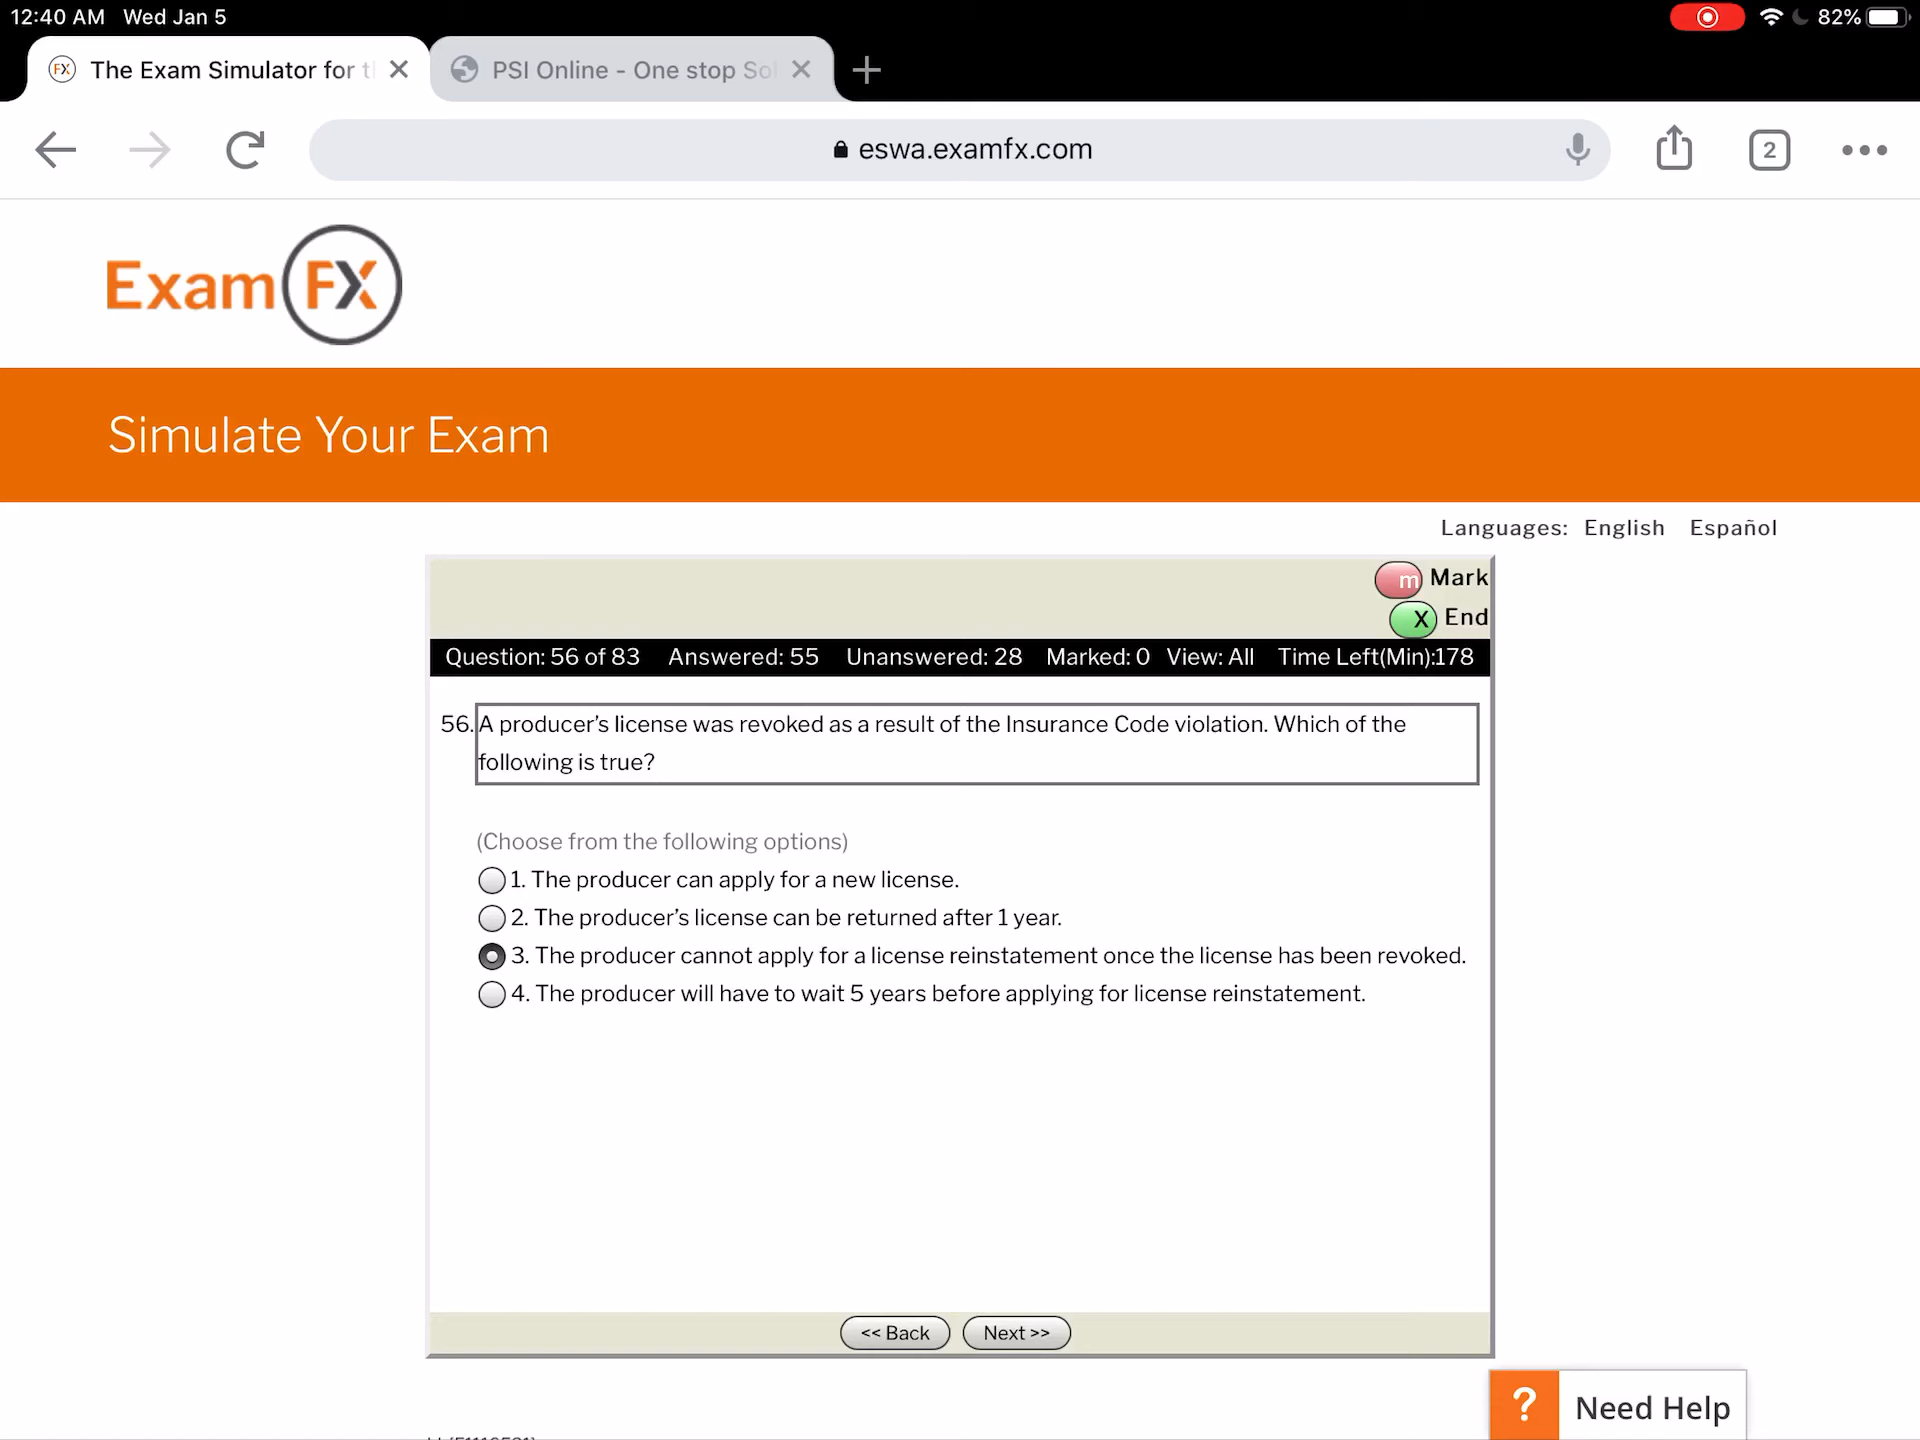 12:40 AM Wed Jan 5
82%
FX The Exam Simulator for t
PSI Online - One stop Sol
eswa.examfx.com
2
Exam FX
Simulate Your Exam
Languages: English Español
m Mark
X End
Question: 56 of 83 Answered: 55 Unanswered: 28 Marked: 0 View: All Time Left(Min):178
56. A producer's license was revoked as a result of the Insurance Code violation. Which of the
following is true?
(Choose from the following options)
1. The producer can apply for a new license.
2. The producer's license can be returned after 1 year.
3. The producer cannot apply for a license reinstatement once the license has been revoked.
4. The producer will have to wait 5 years before applying for license reinstatement.
<< Back Next >>
? Need Help